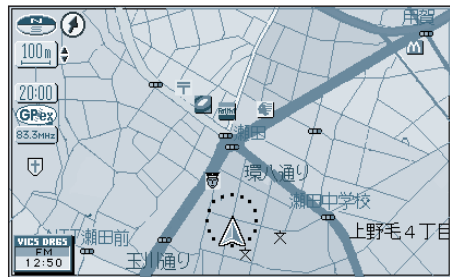 N
用賀
100m
20:00
GPex
83.3MHz
瀬田
環八通り
瀬田中学校
上野毛4丁目
瀬田前
玉川通り
VICS DRGS
FM
12:50